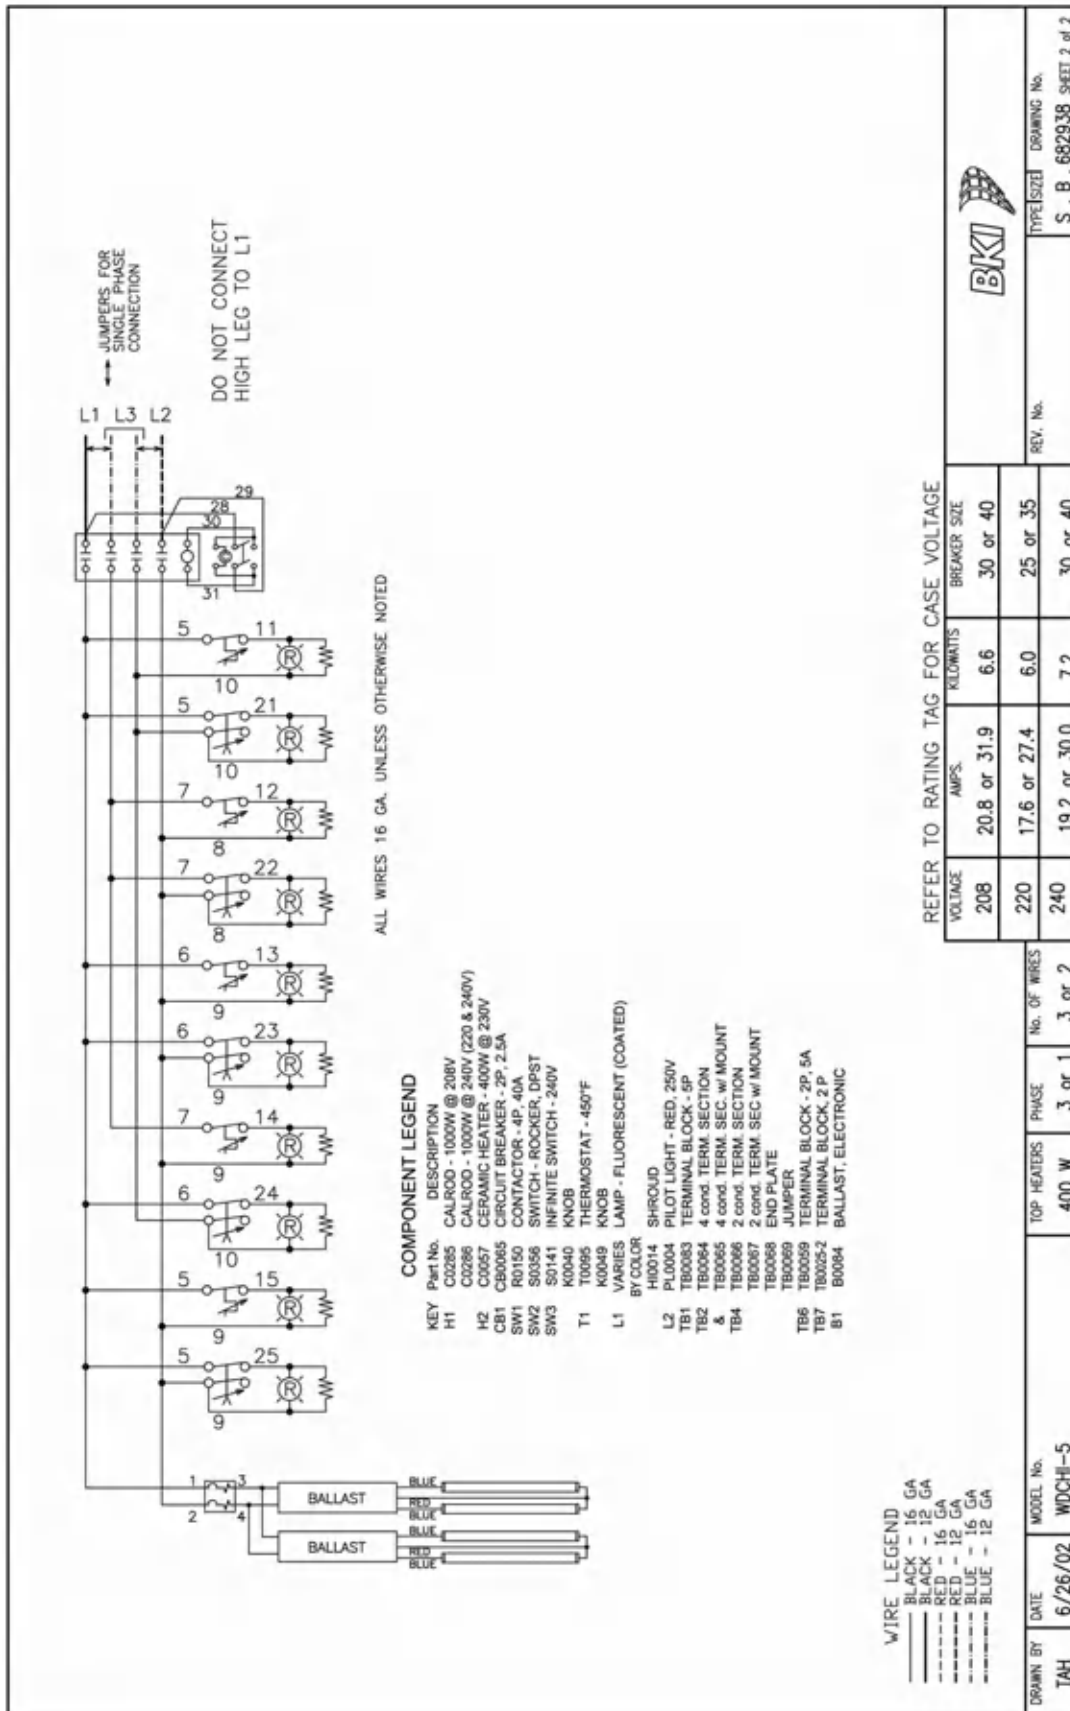 L1 L3 L2
JUMPERS FOR
SINGLE PHASE
CONNECTION
DO NOT CONNECT
HIGH LEG TO L1
29
28
30
31
5 11
10
5 21
10
7 12
8
7 22
8
6 13
9
6 23
9
7 14
9
6 24
10
5 15
9
5 25
9
1 3
2 4
BALLAST
BLUE
RED
BLUE
BALLAST
BLUE
RED
BLUE
ALL WIRES 16 GA. UNLESS OTHERWISE NOTED
COMPONENT LEGEND
KEY Part No. DESCRIPTION
H1 C0285 CALROD - 1000W @ 208V
C0286 CALROD - 1000W @ 240V (220 & 240V)
H2 C0057 CERAMIC HEATER - 400W @ 230V
CB1 CB0065 CIRCUIT BREAKER - 2P, 2.5A
SW1 R0150 CONTACTOR - 4P, 40A
SW2 S0356 SWITCH - ROCKER, DPST
SW3 S0141 INFINITE SWITCH - 240V
K0040 KNOB
T1 T0095 THERMOSTAT - 450°F
K0049 KNOB
L1 VARIES LAMP - FLUORESCENT (COATED)
BY COLOR
HI0014 SHROUD
L2 PL0004 PILOT LIGHT - RED, 250V
TB1 TB0083 TERMINAL BLOCK - 5P
TB2 TB0064 4 cond. TERM. SECTION
& TB0065 4 cond. TERM. SEC. w/ MOUNT
TB4 TB0066 2 cond. TERM. SECTION
TB0067 2 cond. TERM. SEC w/ MOUNT
TB0068 END PLATE
TB0069 JUMPER
TB6 TB0059 TERMINAL BLOCK - 2P, 5A
TB7 TB0025-2 TERMINAL BLOCK, 2 P
B1 B0084 BALLAST, ELECTRONIC
WIRE LEGEND
BLACK - 16 GA
BLACK - 12 GA
RED - 16 GA
RED - 12 GA
BLUE - 16 GA
BLUE - 12 GA
REFER TO RATING TAG FOR CASE VOLTAGE
VOLTAGE AMPS. KILOWATTS BREAKER SIZE
208 20.8 or 31.9 6.6 30 or 40
220 17.6 or 27.4 6.0 25 or 35
240 19.2 or 30.0 7.2 30 or 40
BKI
DRAWN BY DATE MODEL No. TOP HEATERS PHASE No. OF WIRES REV. No. TYPE SIZE DRAWING No.
TAH 6/26/02 WDCHI-5 400 W 3 or 1 3 or 2 S . B . 682938 SHEET 2 of 2